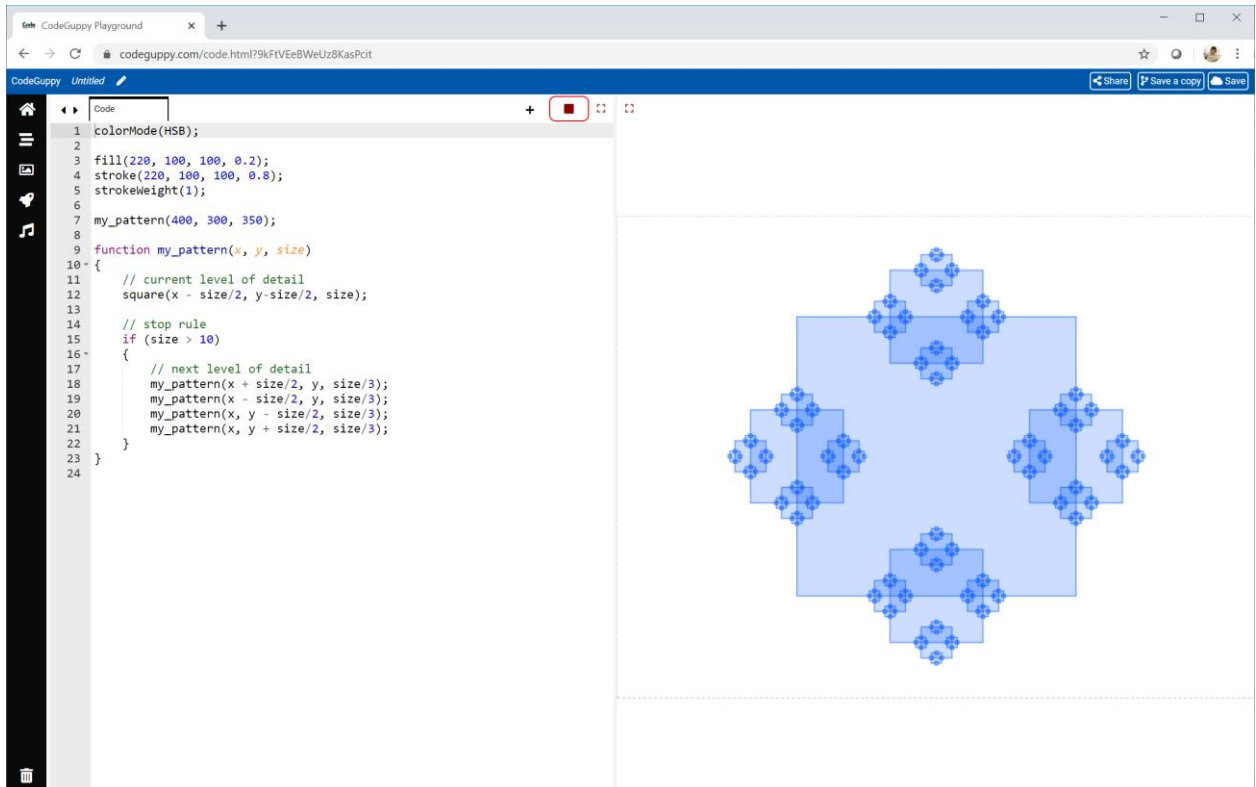 Code CodeGuppy Playground
codeguppy.com/code.html?9kFtVEeBWeUz8KasPcit
CodeGuppy Untitled Share Save a copy Save
Code
1 colorMode(HSB);
2
3 fill(220, 100, 100, 0.2);
4 stroke(220, 100, 100, 0.8);
5 strokeWeight(1);
6
7 my_pattern(400, 300, 350);
8
9 function my_pattern(x, y, size)
10 {
11 // current level of detail
12 square(x - size/2, y-size/2, size);
13
14 // stop rule
15 if (size > 10)
16 {
17 // next level of detail
18 my_pattern(x + size/2, y, size/3);
19 my_pattern(x - size/2, y, size/3);
20 my_pattern(x, y - size/2, size/3);
21 my_pattern(x, y + size/2, size/3);
22 }
23 }
24